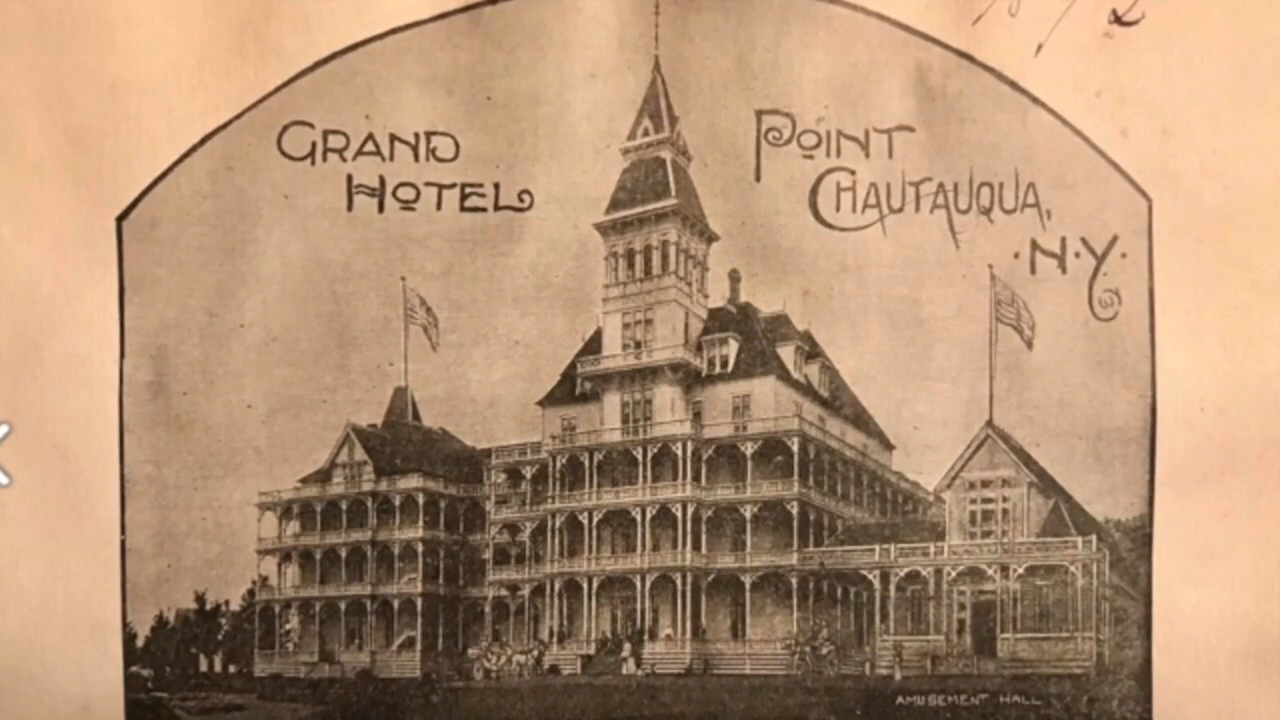 GRAND
HOTEL
POINT
CHAUTAUQUA,
·N·Y·
AMUSEMENT HALL